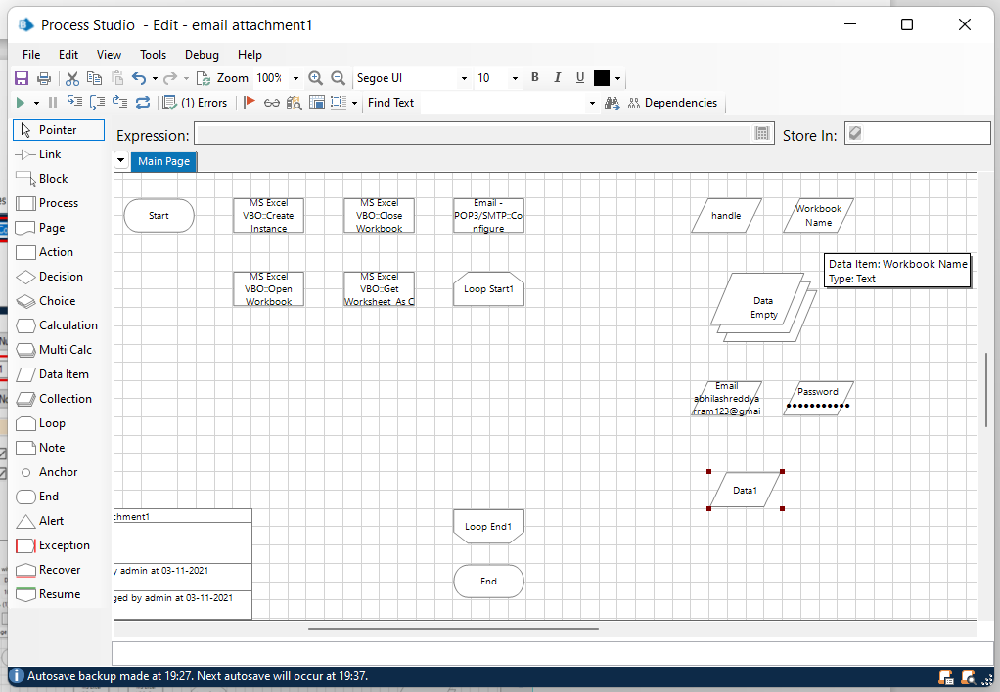 Process Studio - Edit - email attachment1
File Edit View Tools Debug Help
Zoom 100% Segoe UI 10 B I U
(1) Errors Find Text Dependencies
Pointer
Link
Block
Process
Page
Action
Decision
Choice
Calculation
Multi Calc
Data Item
Collection
Loop
Note
Anchor
End
Alert
Exception
Recover
Resume
Expression:
Store In:
Main Page
Start
MS Excel
VBO::Create
Instance
MS Excel
VBO::Close
Workbook
Email -
POP3/SMTP::Co
nfigure
handle
Workbook
Name
Data Item: Workbook Name
Type: Text
MS Excel
VBO::Open
Workbook
MS Excel
VBO::Get
Worksheet As C
Loop Start1
Data
Empty
Email
abhilashreddya
rram123@gmai
Password
●●●●●●●●●●
Data1
chment1
Loop End1
y admin at 03-11-2021
End
ged by admin at 03-11-2021
Autosave backup made at 19:27. Next autosave will occur at 19:37.